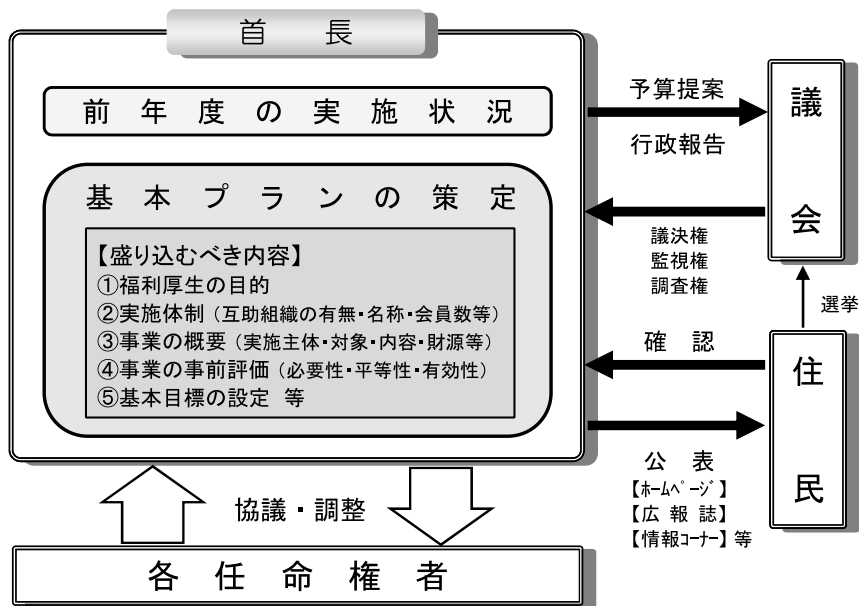 首　長
前年度の実施状況
基本プランの策定
【盛り込むべき内容】
①福利厚生の目的
②実施体制（互助組織の有無・名称・会員数等）
③事業の概要（実施主体・対象・内容・財源等）
④事業の事前評価（必要性・平等性・有効性）
⑤基本目標の設定　等
協議・調整
各任命権者
予算提案
行政報告
議決権
監視権
調査権
議会
選挙
確　認
住民
公　表
【ﾎｰﾑﾍﾟｰｼﾞ】
【広 報 誌】
【情報ｺｰﾅｰ】等